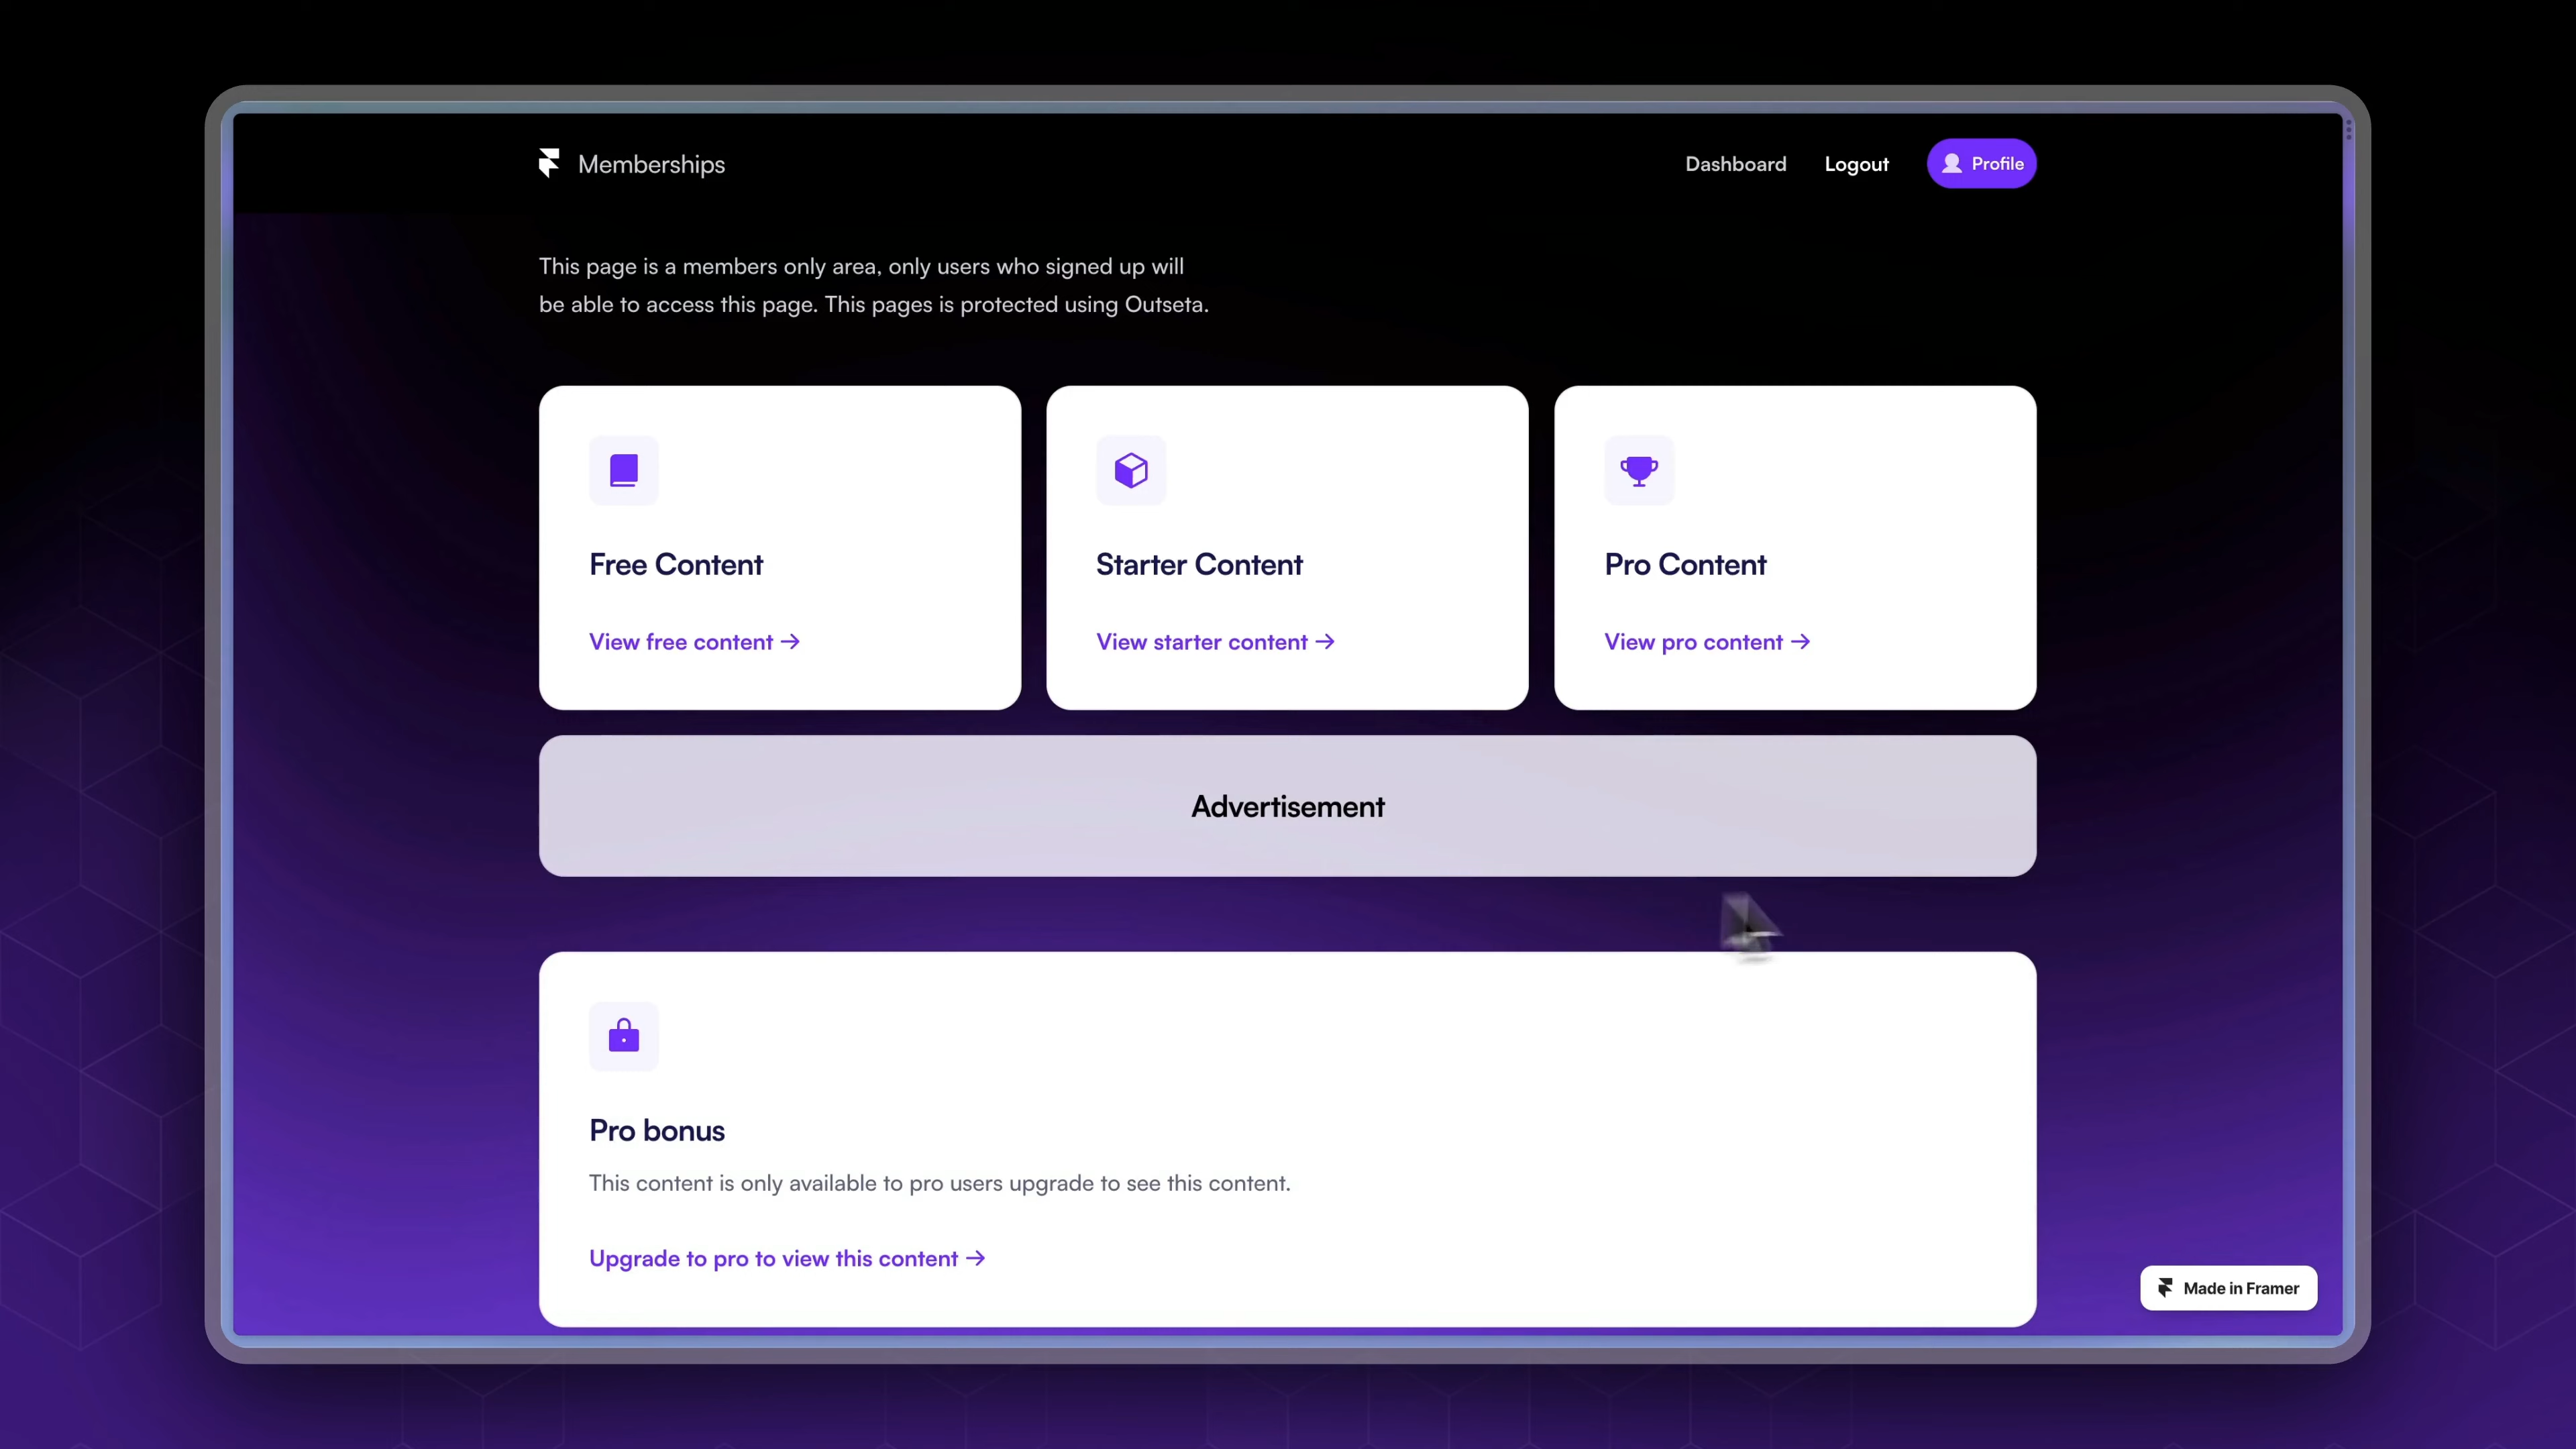 Memberships
Dashboard
Logout
Profile
This page is a members only area, only users who signed up will
be able to access this page. This pages is protected using Outseta.
Free Content
View free content →
Starter Content
View starter content →
Pro Content
View pro content →
Advertisement
Pro bonus
This content is only available to pro users upgrade to see this content.
Upgrade to pro to view this content →
Made in Framer